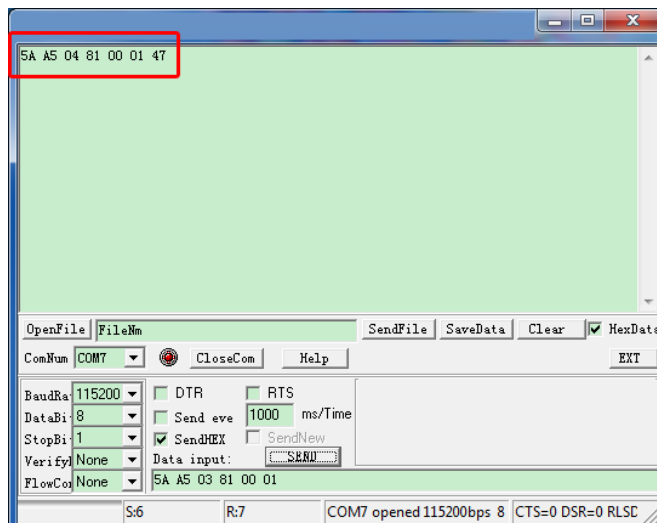 5A A5 04 81 00 01 47
OpenFile FileNm SendFile SaveData Clear HexData
ComNum COM7 CloseCom Help EXT
BaudRa 115200 DTR RTS
DataBi 8 Send eve 1000 ms/Time
StopBi 1 SendHEX SendNew
VerifyI None Data input: SEND
FlowCor None 5A A5 03 81 00 01
S:6 R:7 COM7 opened 115200bps 8 CTS=0 DSR=0 RLSD